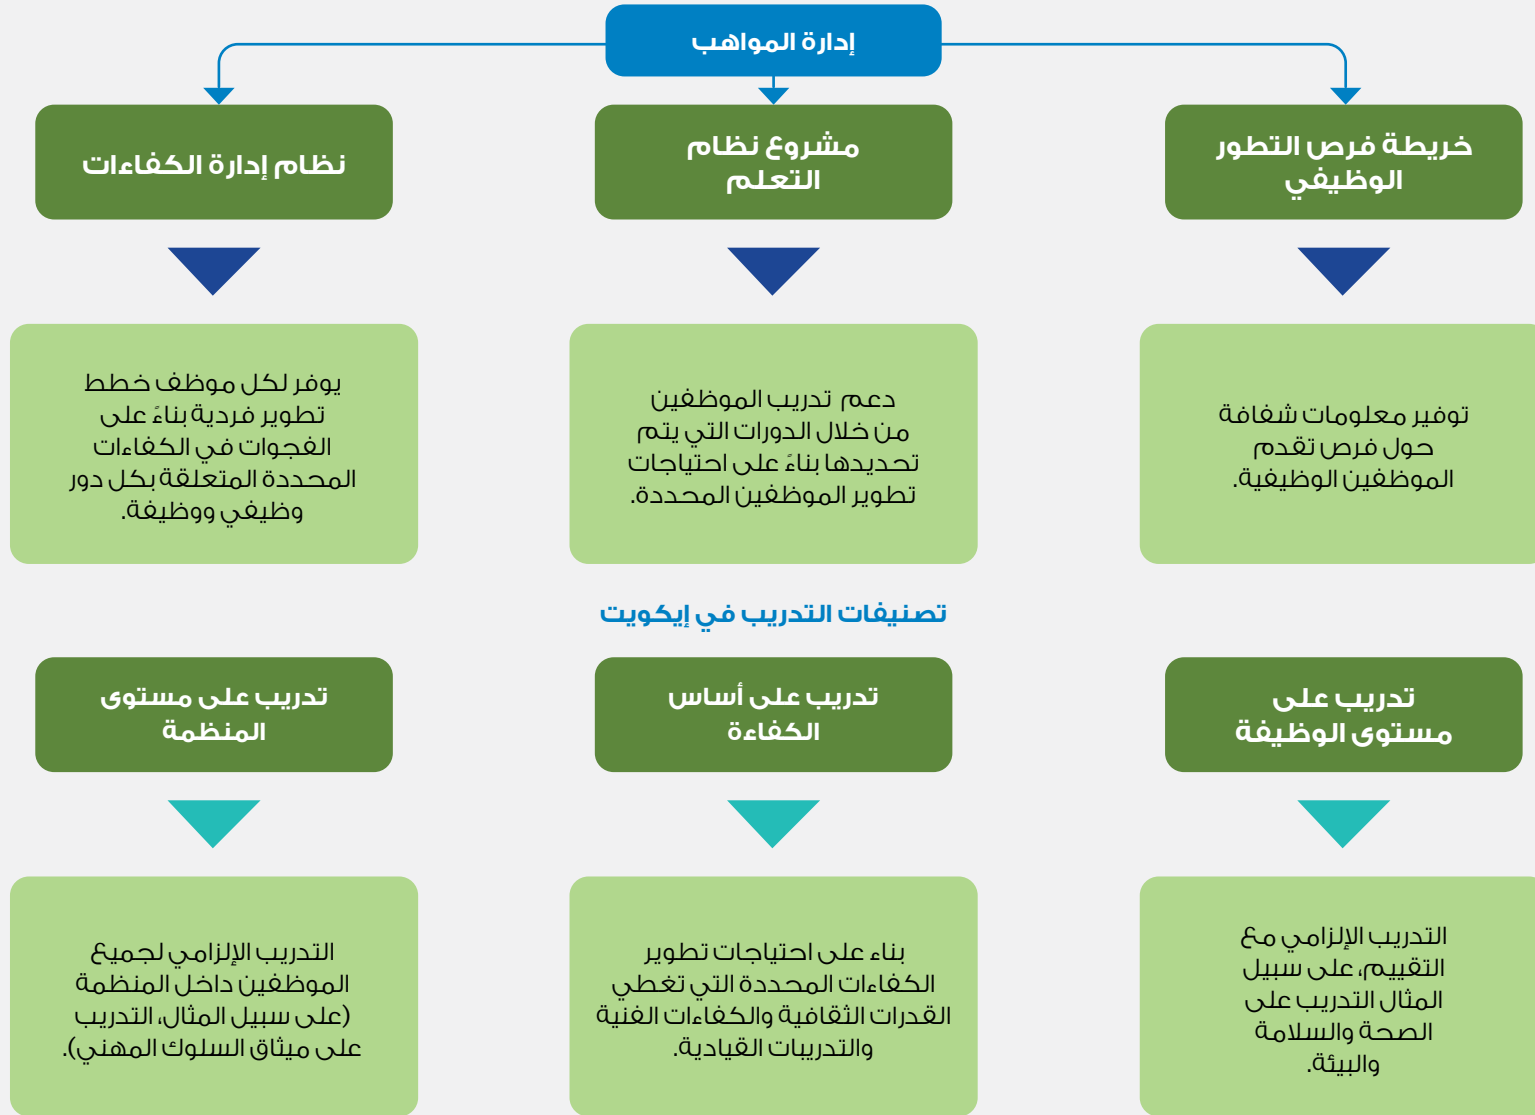 إدارة المواهب
خريطة فرص التطور
الوظيفي
مشروع نظام
التعلم
نظام إدارة الكفاءات
توفير معلومات شفافة
حول فرص تقدم
الموظفين الوظيفية.
دعم تدريب الموظفين
من خلال الدورات التي يتم
تحديدها بناءً على احتياجات
تطوير الموظفين المحددة.
يوفر لكل موظف خطط
تطوير فردية بناءً على
الفجوات في الكفاءات
المحددة المتعلقة بكل دور
وظيفي ووظيفة.
تصنيفات التدريب في إيكويت
تدريب على
مستوى الوظيفة
تدريب على أساس
الكفاءة
تدريب على مستوى
المنظمة
التدريب الإلزامي مع
التقييم، على سبيل
المثال التدريب على
الصحة والسلامة
والبيئة.
بناء على احتياجات تطوير
الكفاءات المحددة التي تغطي
القدرات الثقافية والكفاءات الفنية
والتدريبات القيادية.
التدريب الإلزامي لجميع
الموظفين داخل المنظمة
(على سبيل المثال، التدريب
على ميثاق السلوك المهني).